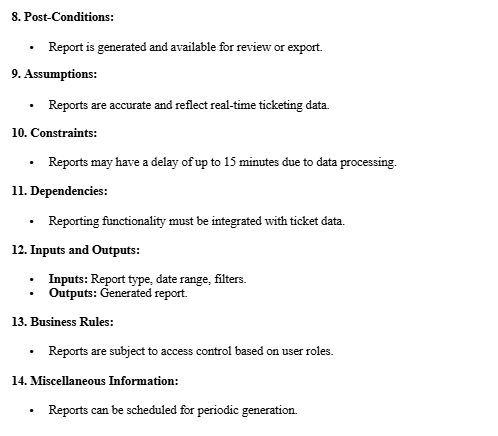 8. Post-Conditions:
• Report is generated and available for review or export.
9. Assumptions:
• Reports are accurate and reflect real-time ticketing data.
10. Constraints:
• Reports may have a delay of up to 15 minutes due to data processing.
11. Dependencies:
• Reporting functionality must be integrated with ticket data.
12. Inputs and Outputs:
• Inputs: Report type, date range, filters.
• Outputs: Generated report.
13. Business Rules:
• Reports are subject to access control based on user roles.
14. Miscellaneous Information:
• Reports can be scheduled for periodic generation.